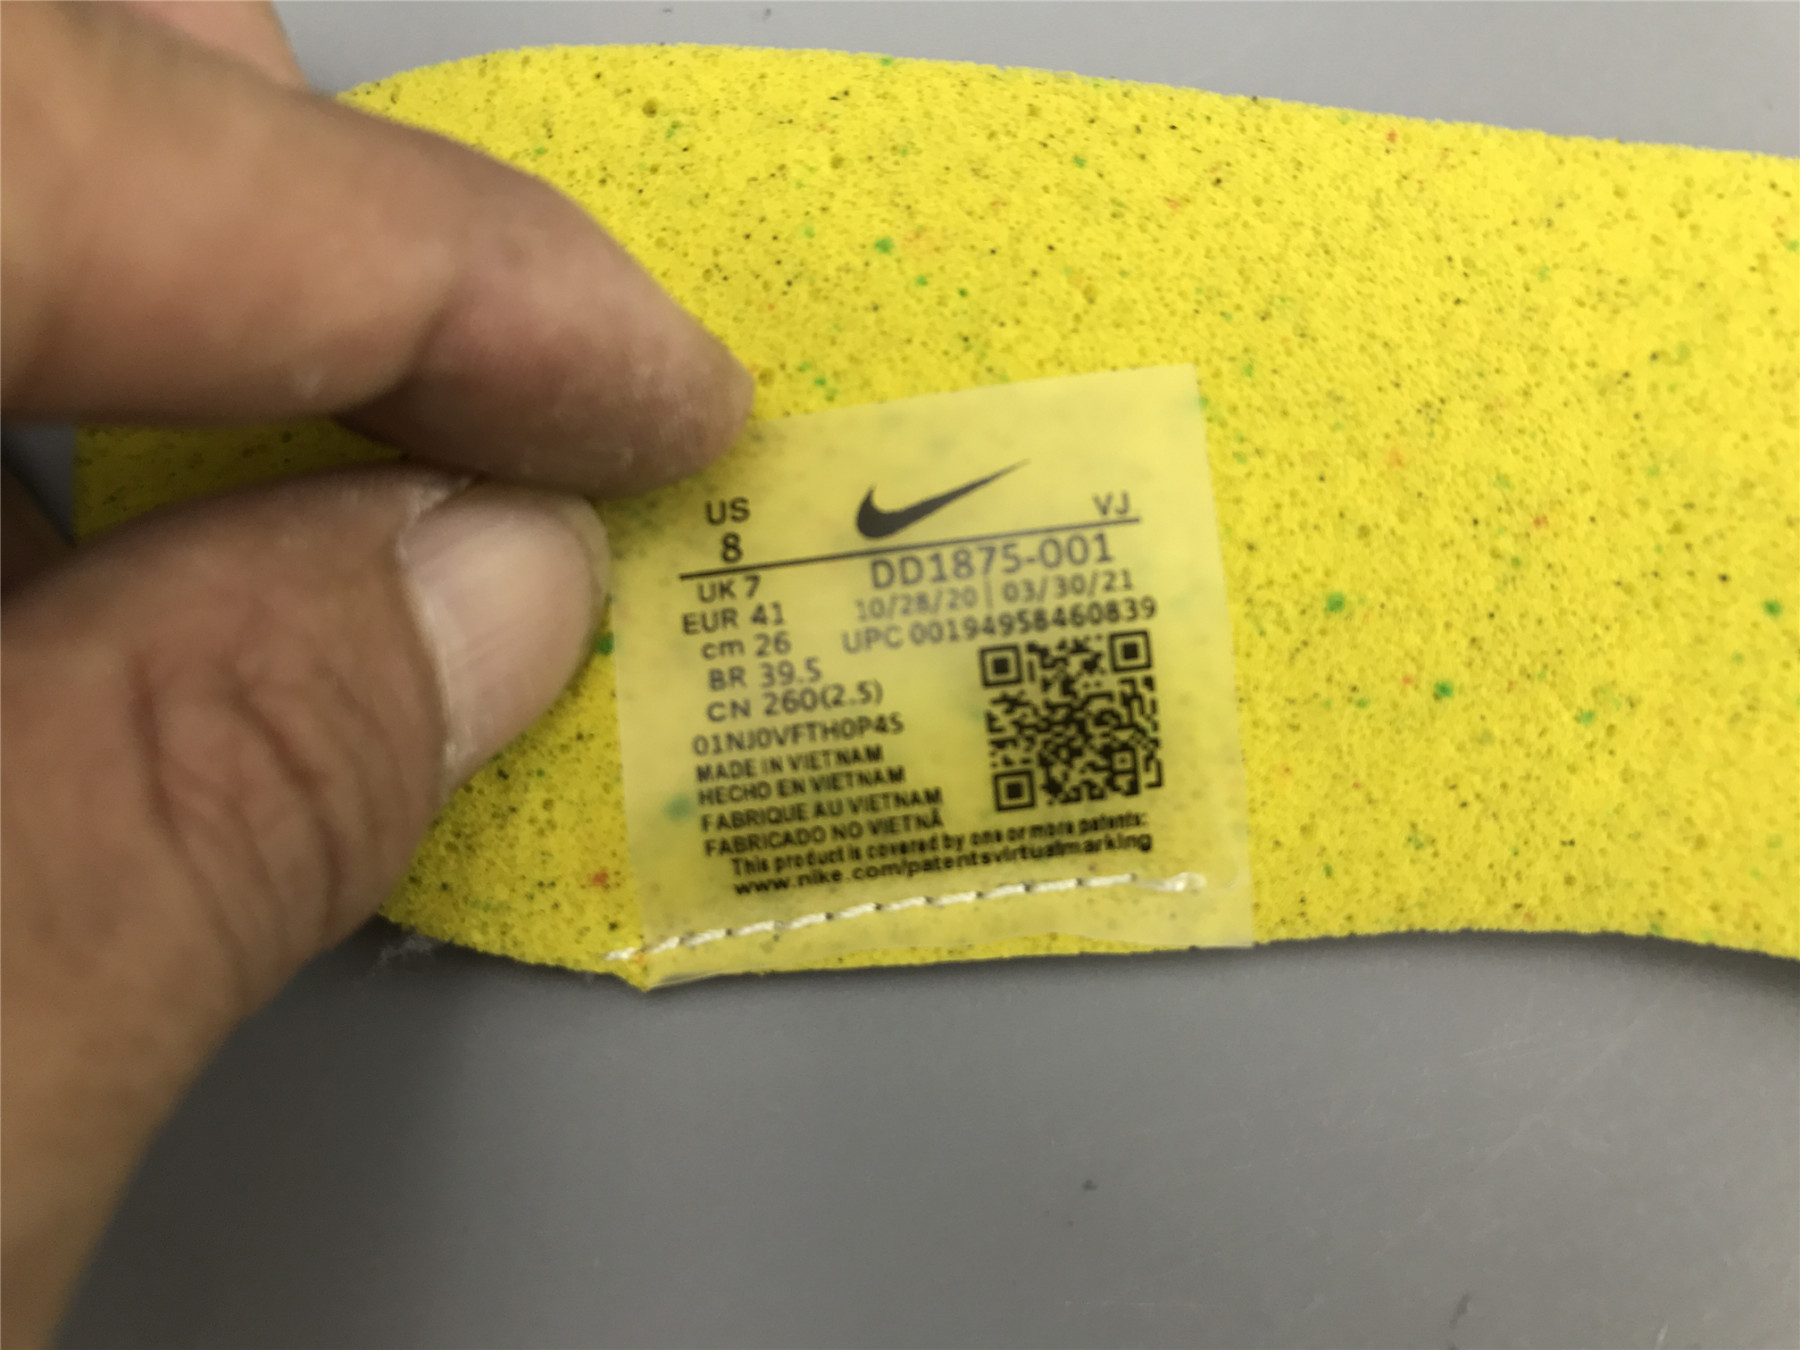 US
8
VJ
DD1875-001
10/28/20 | 03/30/21
UPC 00194958460839
UK 7
EUR 41
cm 26
BR 39.5
CN 260(2.5)
01NJ0VFTH0P4S
MADE IN VIETNAM
HECHO EN VIETNAM
FABRIQUE AU VIETNAM
FABRICADO NO VIETNÃ
This product is covered by one or more patents:
www.nike.com/patentsvirtualmarking